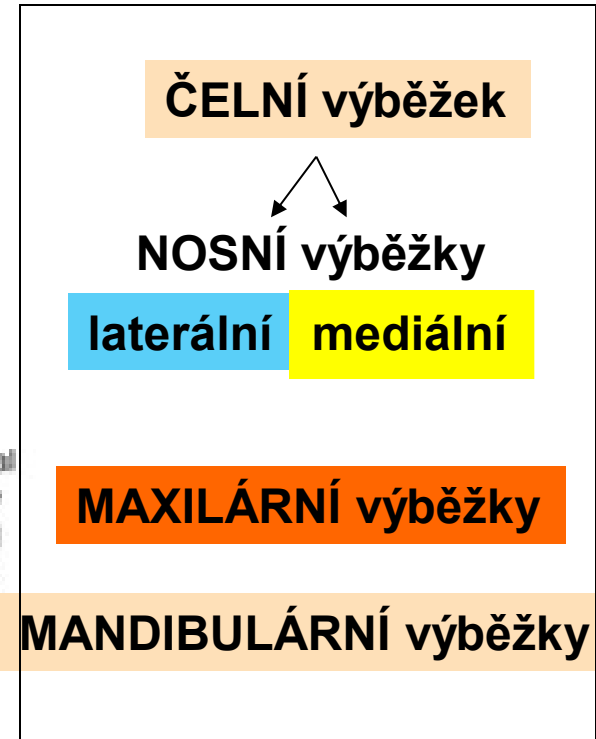 ČELNÍ výběžek
NOSNÍ výběžky
laterální mediální
MAXILÁRNÍ výběžky
MANDIBULÁRNÍ výběžky